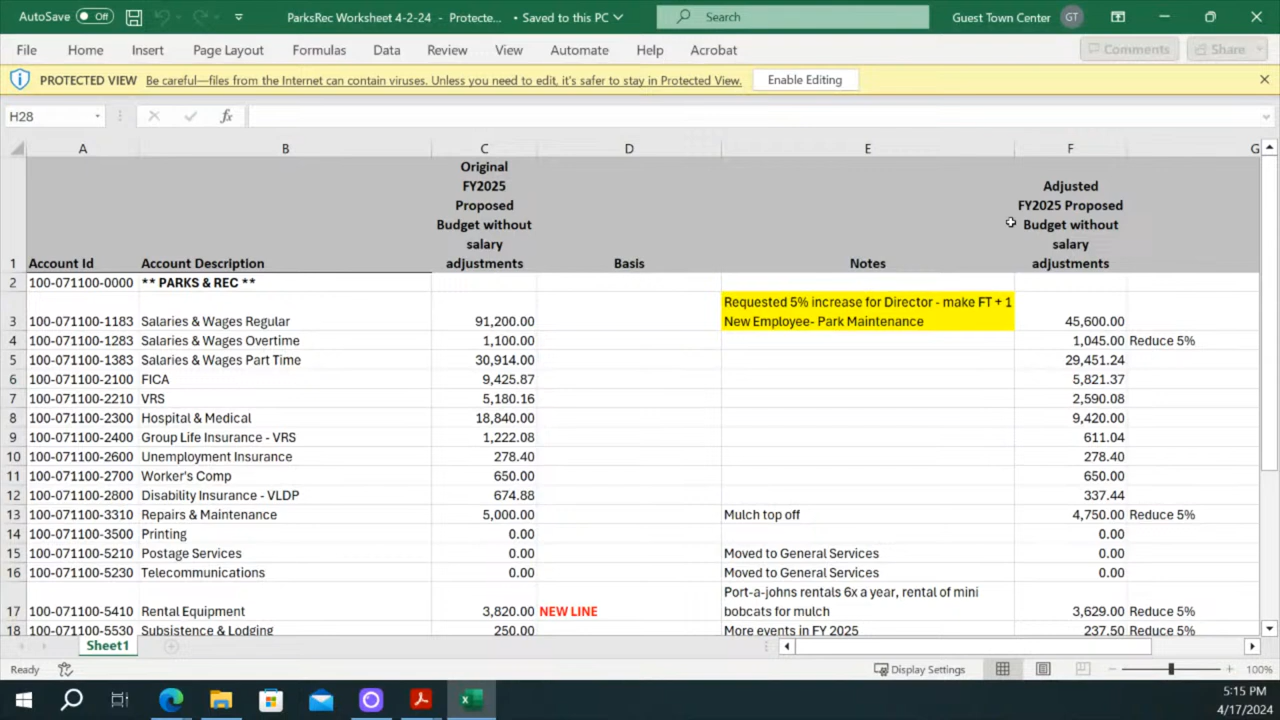 AutoSave Off ParksRec Worksheet 4-2-24 - Protecte... • Saved to this PC Search Guest Town Center GT
File Home Insert Page Layout Formulas Data Review View Automate Help Acrobat Comments Share
PROTECTED VIEW Be careful—files from the Internet can contain viruses. Unless you need to edit, it's safer to stay in Protected View. Enable Editing
H28 fx
A B C D E F G
1 Account Id Account Description Original FY2025 Proposed Budget without salary adjustments Basis Notes Adjusted FY2025 Proposed Budget without salary adjustments
2 100-071100-0000 ** PARKS & REC **
3 100-071100-1183 Salaries & Wages Regular 91,200.00 Requested 5% increase for Director - make FT + 1 New Employee- Park Maintenance 45,600.00
4 100-071100-1283 Salaries & Wages Overtime 1,100.00 1,045.00 Reduce 5%
5 100-071100-1383 Salaries & Wages Part Time 30,914.00 29,451.24
6 100-071100-2100 FICA 9,425.87 5,821.37
7 100-071100-2210 VRS 5,180.16 2,590.08
8 100-071100-2300 Hospital & Medical 18,840.00 9,420.00
9 100-071100-2400 Group Life Insurance - VRS 1,222.08 611.04
10 100-071100-2600 Unemployment Insurance 278.40 278.40
11 100-071100-2700 Worker's Comp 650.00 650.00
12 100-071100-2800 Disability Insurance - VLDP 674.88 337.44
13 100-071100-3310 Repairs & Maintenance 5,000.00 Mulch top off 4,750.00 Reduce 5%
14 100-071100-3500 Printing 0.00 0.00
15 100-071100-5210 Postage Services 0.00 Moved to General Services 0.00
16 100-071100-5230 Telecommunications 0.00 Moved to General Services 0.00
17 100-071100-5410 Rental Equipment 3,820.00 NEW LINE Port-a-johns rentals 6x a year, rental of mini bobcats for mulch 3,629.00 Reduce 5%
18 100-071100-5530 Subsistence & Lodging 250.00 More events in FY 2025 237.50 Reduce 5%
Sheet1
Ready Display Settings 100%
5:15 PM
4/17/2024